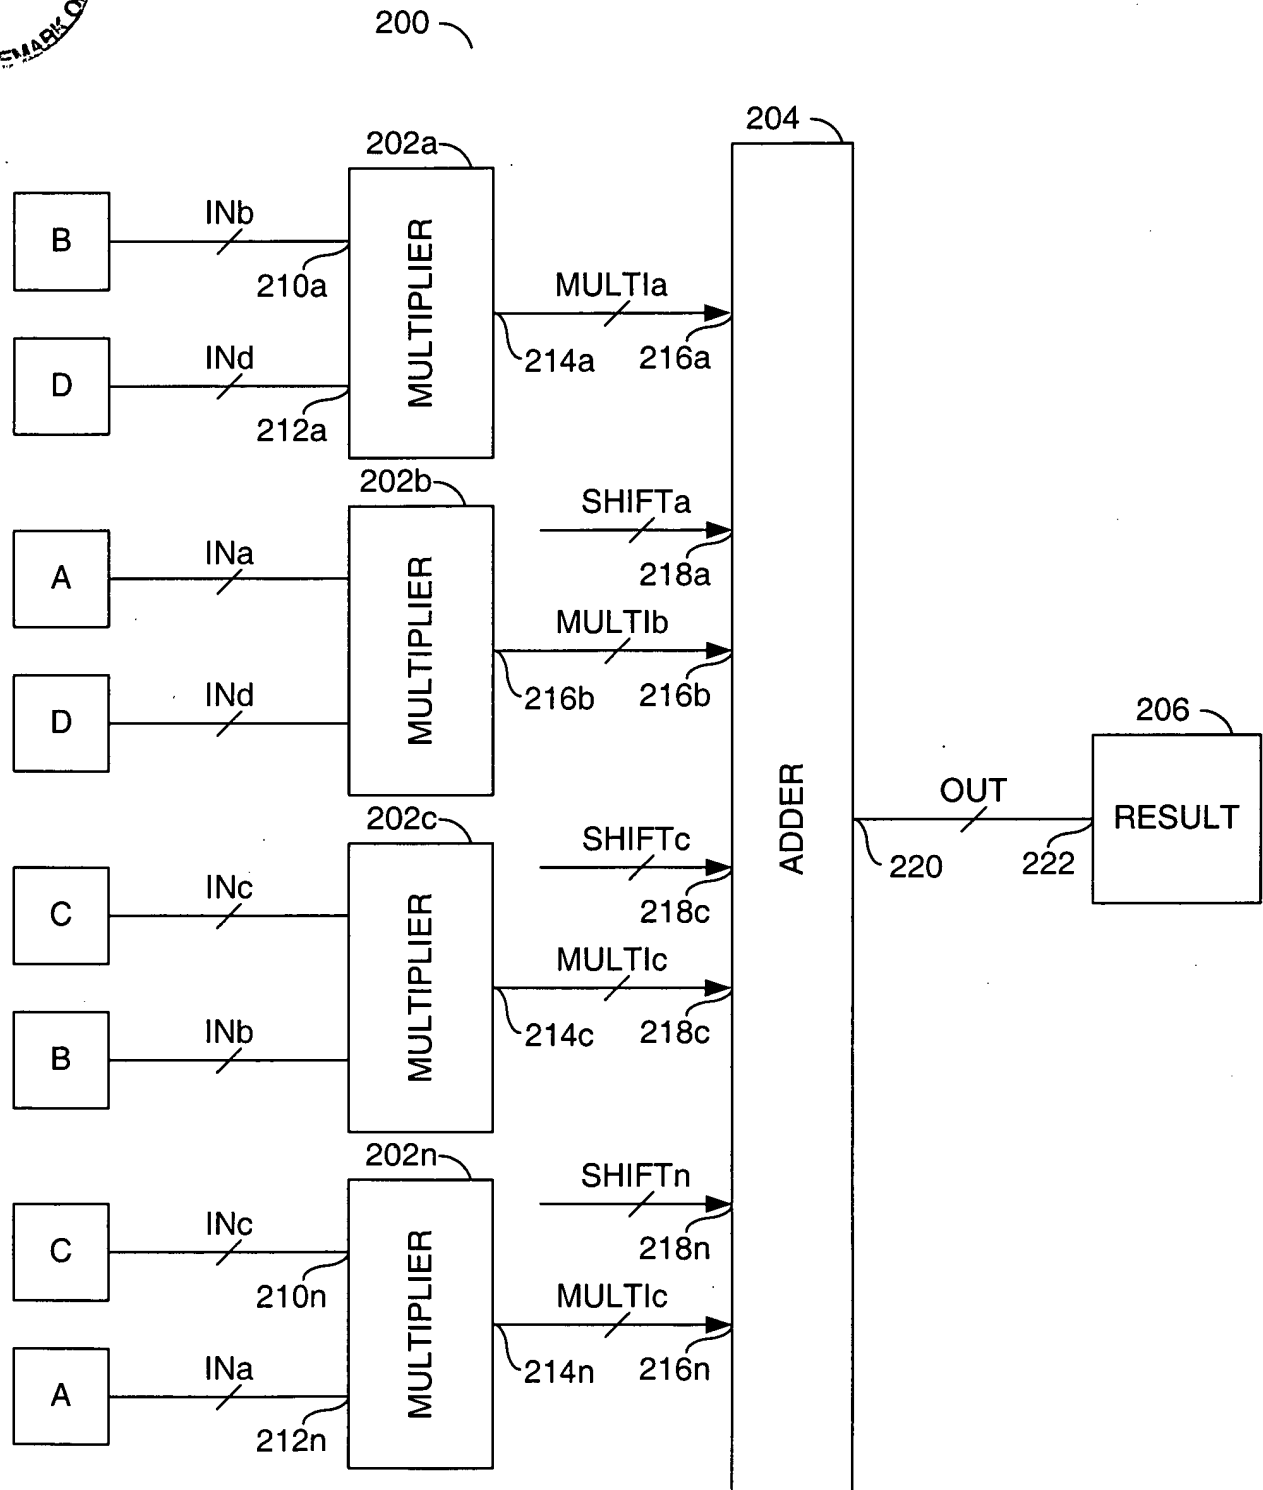 200
204
202a
B
INb
210a
MULTIPLIER
MULTIa
214a
216a
D
INd
212a
202b
SHIFTa
218a
A
INa
MULTIPLIER
MULTIb
216b
216b
D
INd
202c
SHIFTc
218c
C
INc
MULTIPLIER
MULTIc
214c
218c
B
INb
202n
SHIFTn
218n
C
INc
210n
MULTIPLIER
MULTIc
214n
216n
A
INa
212n
ADDER
220
OUT
222
206
RESULT